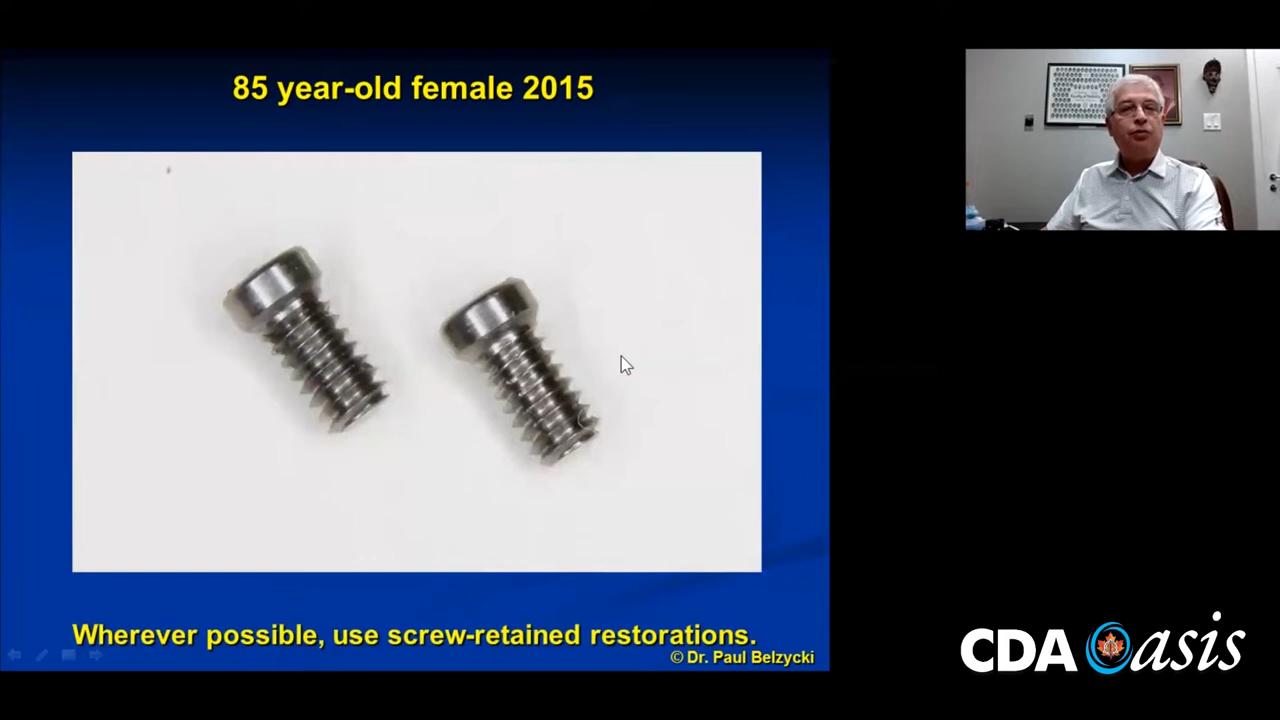 85 year-old female 2015
Wherever possible, use screw-retained restorations.
© Dr. Paul Belzycki
CDA Oasis